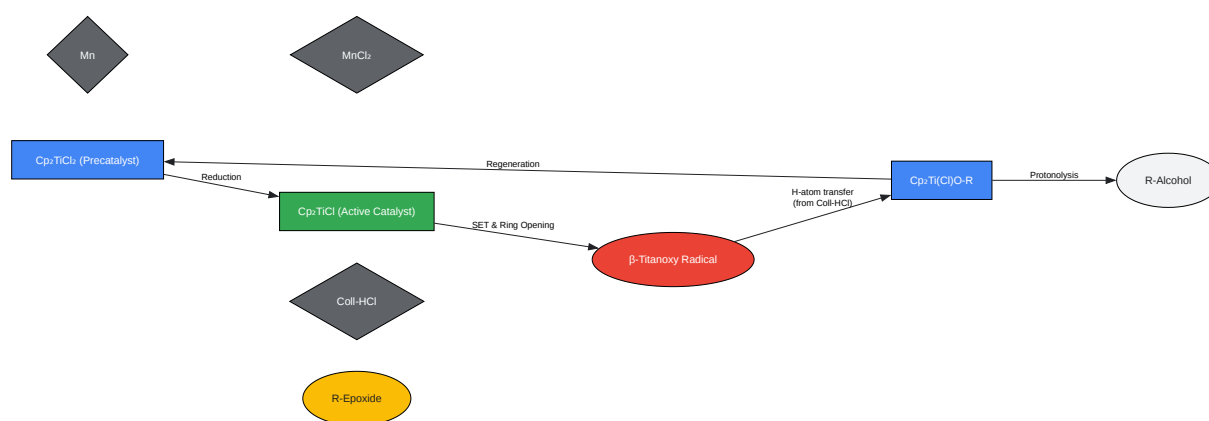 Mn
MnCl₂
Cp₂TiCl₂ (Precatalyst)
Regeneration
Reduction
Cp₂TiCl (Active Catalyst)
SET & Ring Opening
β-Titanoxy Radical
H-atom transfer
(from Coll-HCl)
Cp₂Ti(Cl)O-R
Protonolysis
R-Alcohol
Coll-HCl
R-Epoxide